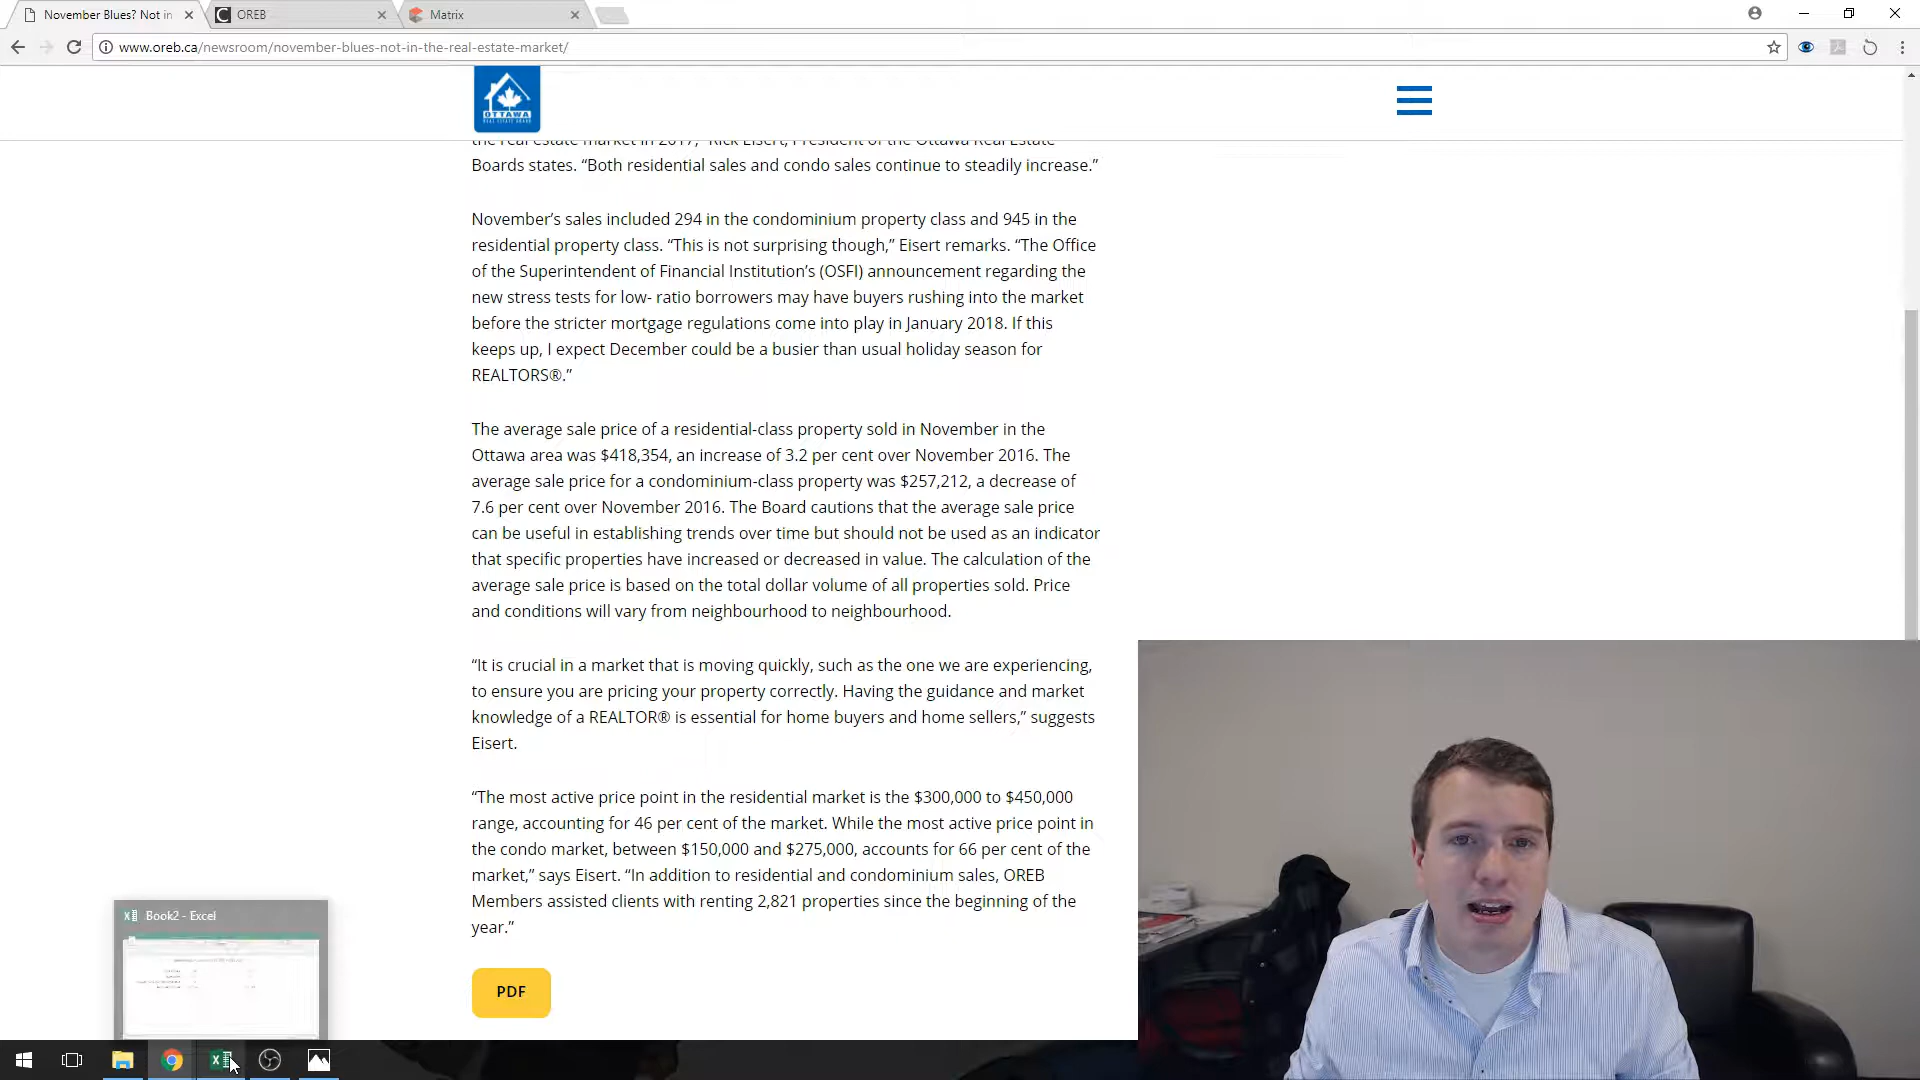 November Blues? Not in
OREB
Matrix
www.oreb.ca/newsroom/november-blues-not-in-the-real-estate-market/
OTTAWA
the real estate market in 2017," Rick Eisert, President of the Ottawa Real Estate
Boards states. “Both residential sales and condo sales continue to steadily increase.”
November’s sales included 294 in the condominium property class and 945 in the
residential property class. “This is not surprising though,” Eisert remarks. “The Office
of the Superintendent of Financial Institution’s (OSFI) announcement regarding the
new stress tests for low- ratio borrowers may have buyers rushing into the market
before the stricter mortgage regulations come into play in January 2018. If this
keeps up, I expect December could be a busier than usual holiday season for
REALTORS®.”
The average sale price of a residential-class property sold in November in the
Ottawa area was $418,354, an increase of 3.2 per cent over November 2016. The
average sale price for a condominium-class property was $257,212, a decrease of
7.6 per cent over November 2016. The Board cautions that the average sale price
can be useful in establishing trends over time but should not be used as an indicator
that specific properties have increased or decreased in value. The calculation of the
average sale price is based on the total dollar volume of all properties sold. Price
and conditions will vary from neighbourhood to neighbourhood.
“It is crucial in a market that is moving quickly, such as the one we are experiencing,
to ensure you are pricing your property correctly. Having the guidance and market
knowledge of a REALTOR® is essential for home buyers and home sellers,” suggests
Eisert.
“The most active price point in the residential market is the $300,000 to $450,000
range, accounting for 46 per cent of the market. While the most active price point in
the condo market, between $150,000 and $275,000, accounts for 66 per cent of the
market,” says Eisert. “In addition to residential and condominium sales, OREB
Members assisted clients with renting 2,821 properties since the beginning of the
year.”
PDF
Book2 - Excel